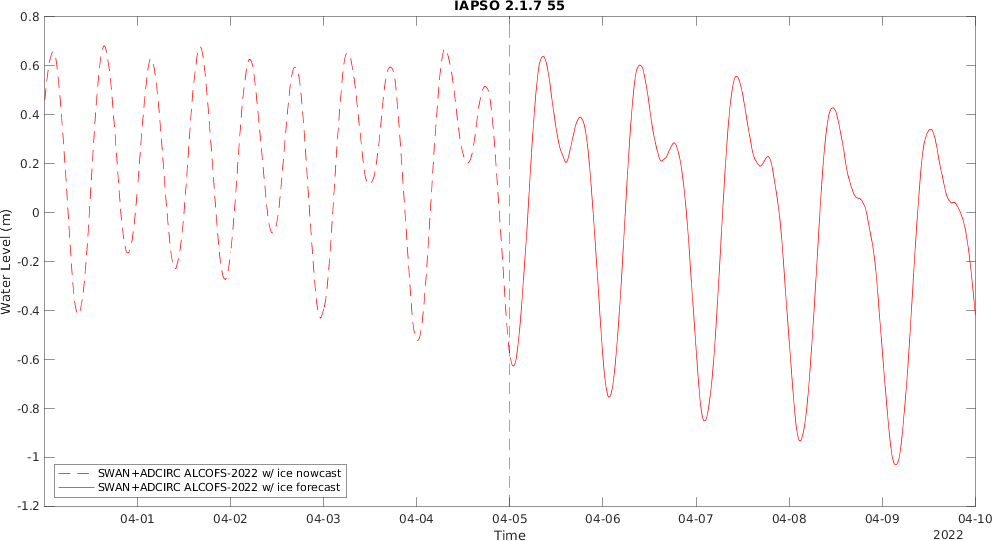 IAPSO 2.1.7 55
0.8
0.6
0.4
0.2
0
-0.2
-0.4
-0.6
-0.8
-1
-1.2
Water Level (m)
SWAN+ADCIRC ALCOFS-2022 w/ ice nowcast
SWAN+ADCIRC ALCOFS-2022 w/ ice forecast
04-01 04-02 04-03 04-04 04-05 04-06 04-07 04-08 04-09 04-10
Time
2022